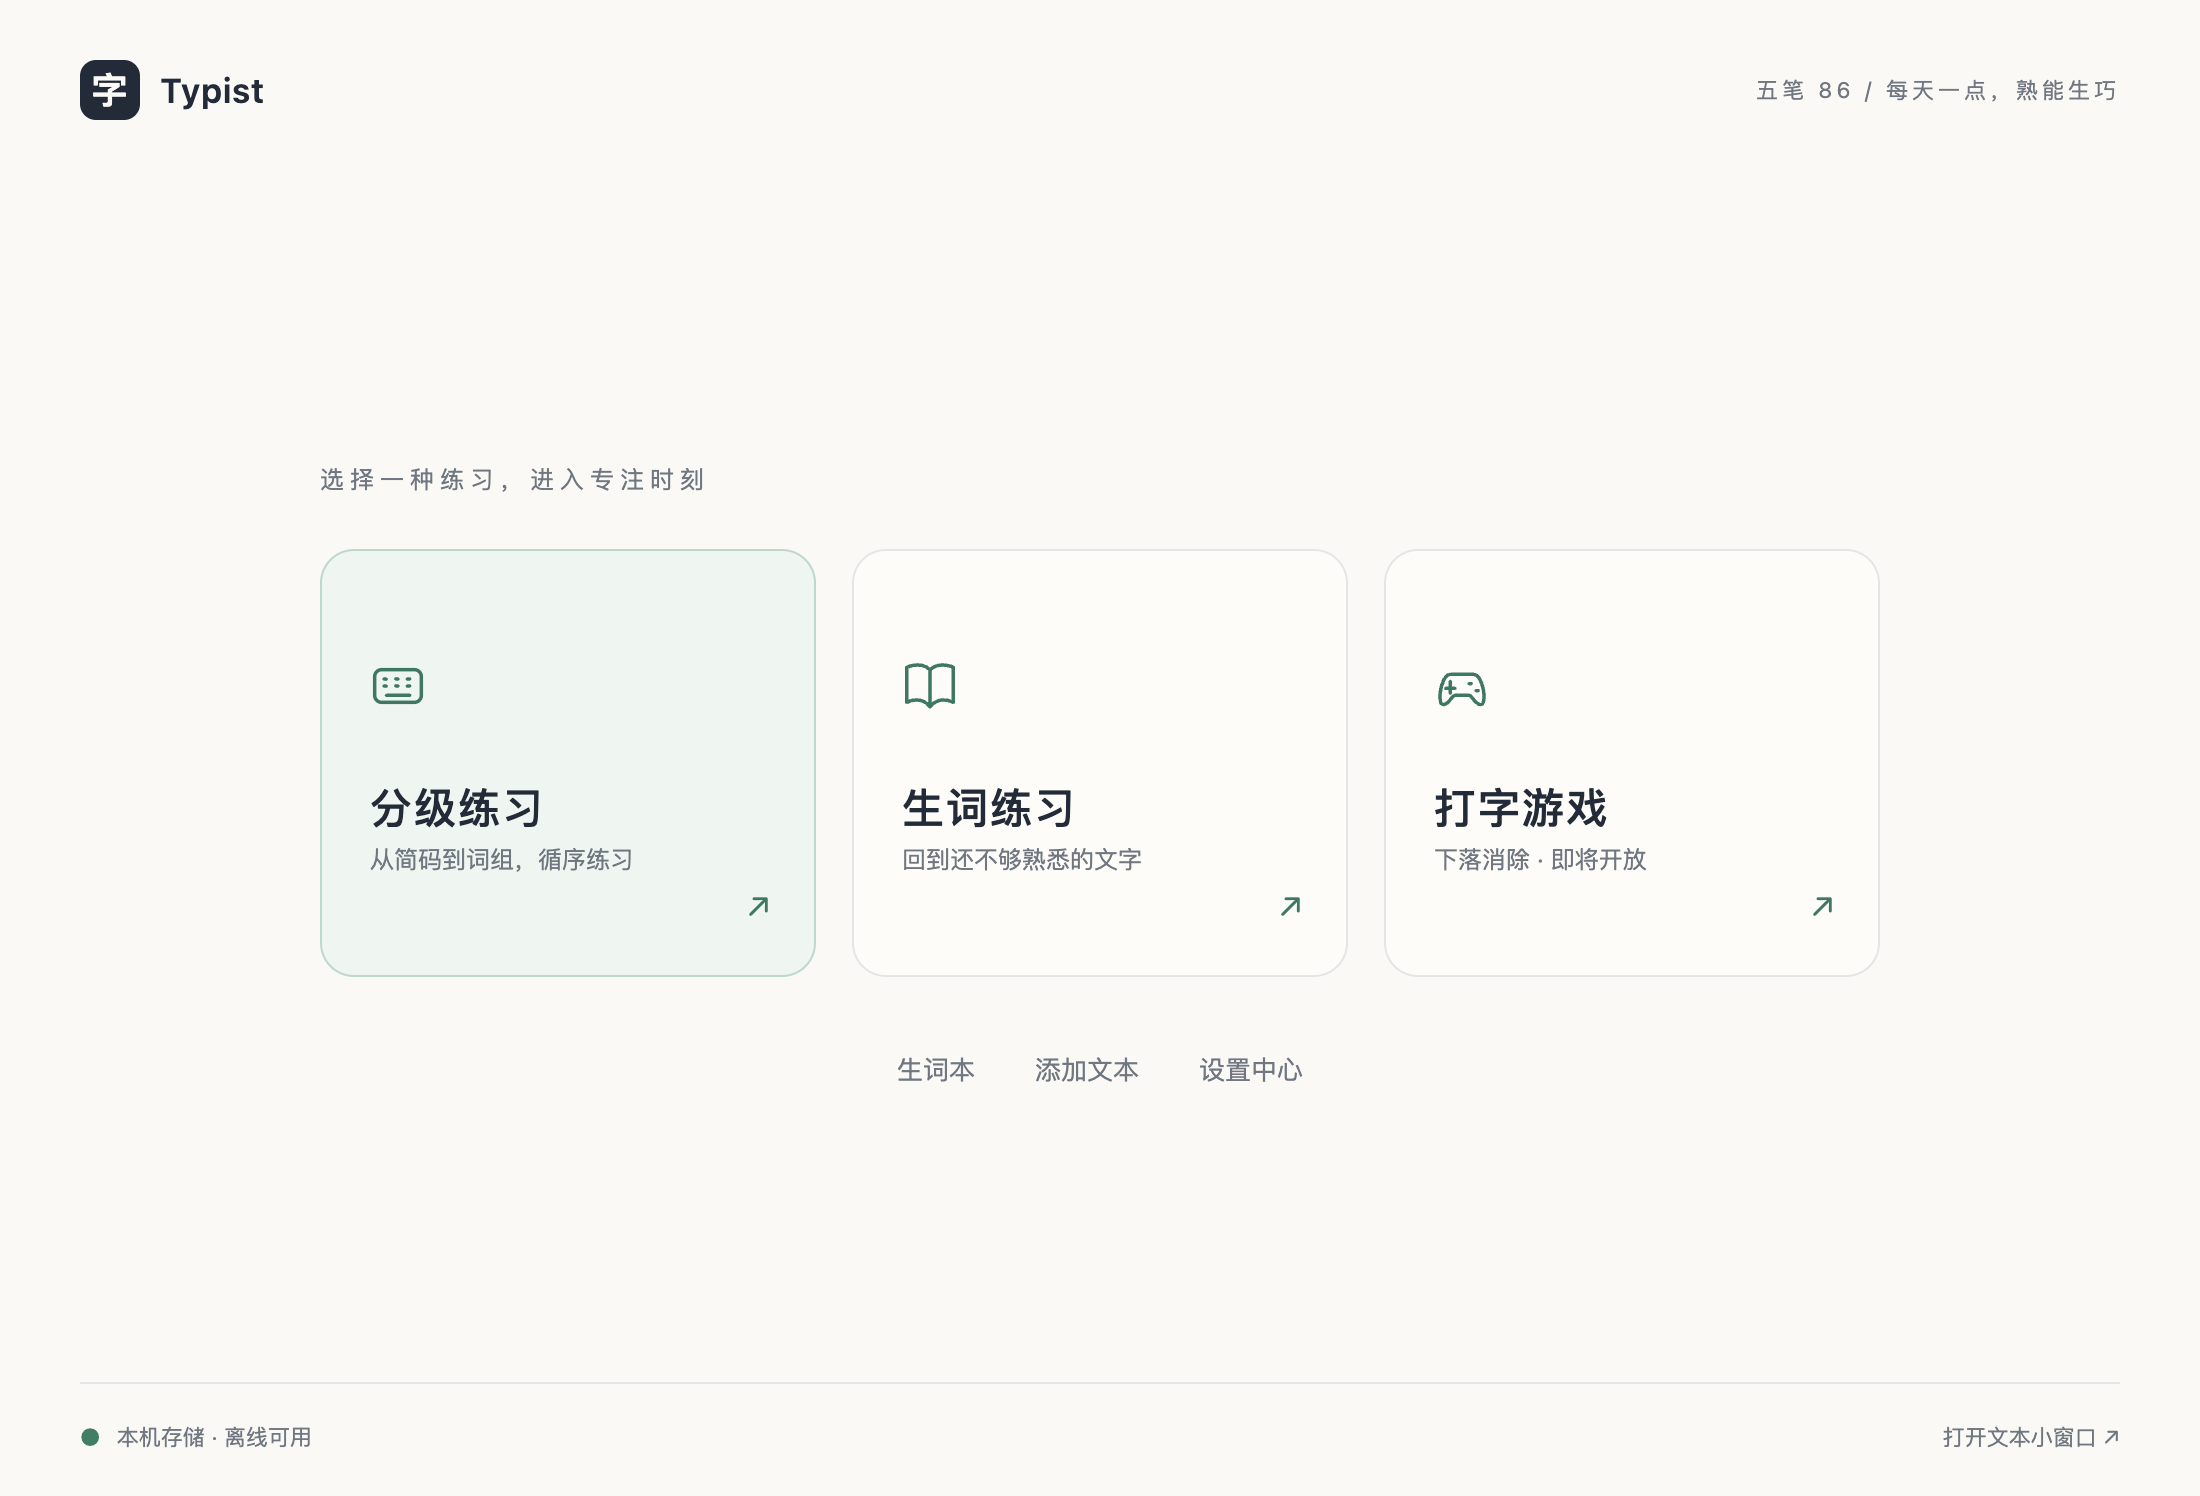 字 Typist
五笔 86 / 每天一点，熟能生巧
选择一种练习，进入专注时刻
分级练习
从简码到词组，循序练习
生词练习
回到还不够熟悉的文字
打字游戏
下落消除 · 即将开放
生词本 添加文本 设置中心
本机存储 · 离线可用
打开文本小窗口 ↗